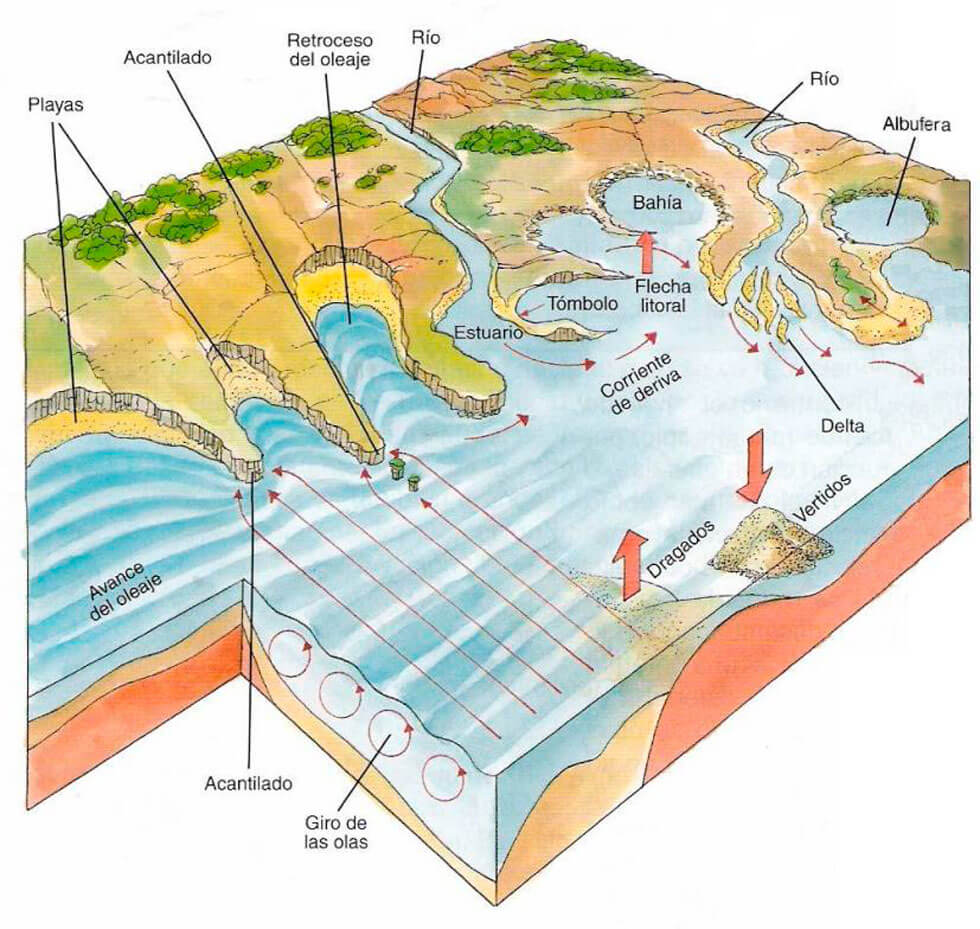 Retroceso
del oleaje
Río
Acantilado
Playas
Río
Albufera
Bahía
Flecha
litoral
Tómbolo
Estuario
Corriente
de deriva
Delta
Vertidos
Dragados
Avance
del oleaje
Acantilado
Giro de
las olas